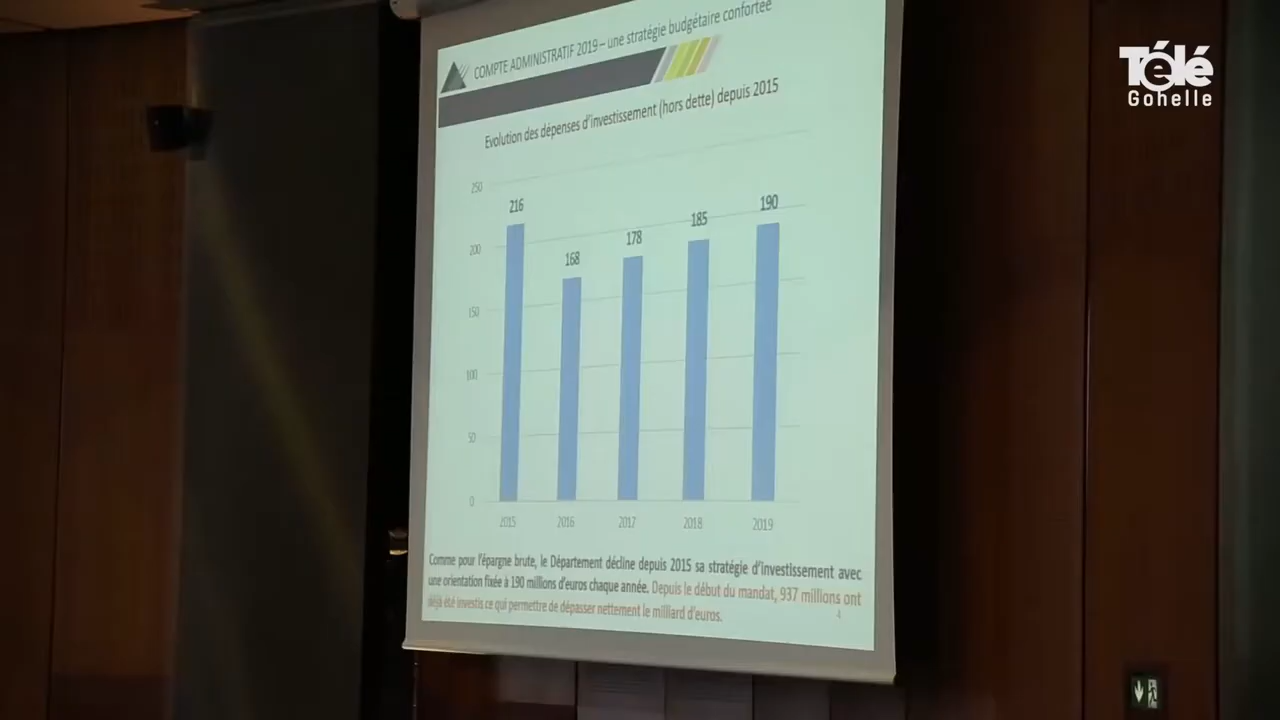 COMPTE ADMINISTRATIF 2019 – une stratégie budgétaire confortée
Télé
Gohelle
Evolution des dépenses d'investissement (hors dette) depuis 2015
250
200
150
100
50
0
216
168
178
185
190
2015 2016 2017 2018 2019
Comme pour l'épargne brute, le Département décline depuis 2015 sa stratégie d'investissement avec
une orientation fixée à 190 millions d'euros chaque année. Depuis le début du mandat, 937 millions ont
déjà été investis ce qui permettre de dépasser nettement le milliard d'euros.
4